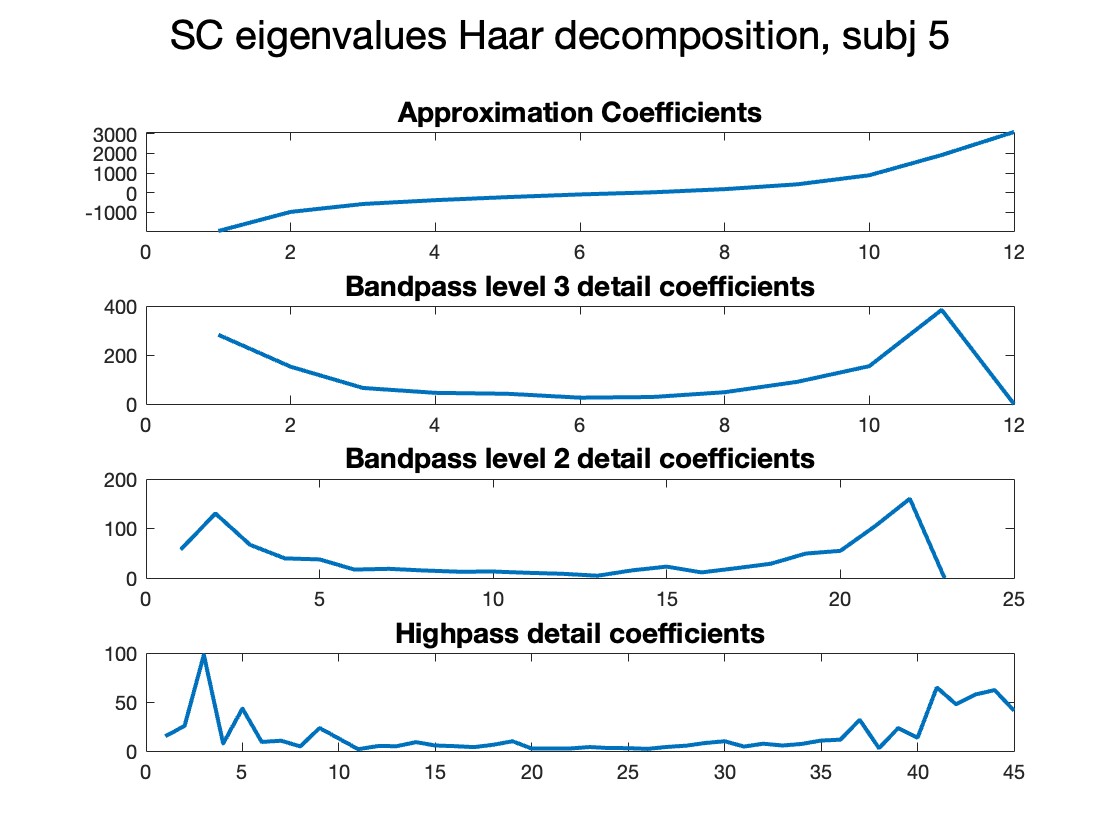 SC eigenvalues Haar decomposition, subj 5
Approximation Coefficients
3000
2000
1000
0
-1000
0 2 4 6 8 10 12
Bandpass level 3 detail coefficients
400
200
0
0 2 4 6 8 10 12
Bandpass level 2 detail coefficients
200
100
0
0 5 10 15 20 25
Highpass detail coefficients
100
50
0
0 5 10 15 20 25 30 35 40 45